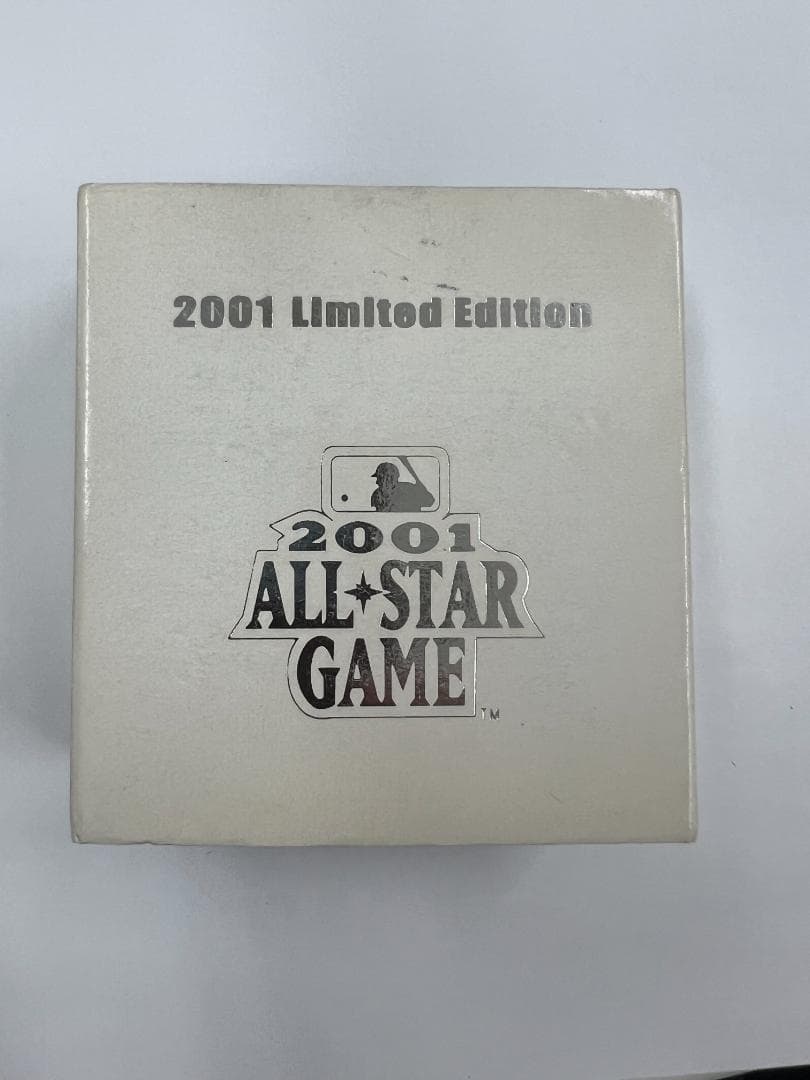 2001 Limited Edition
2001
ALL STAR
GAME
TM